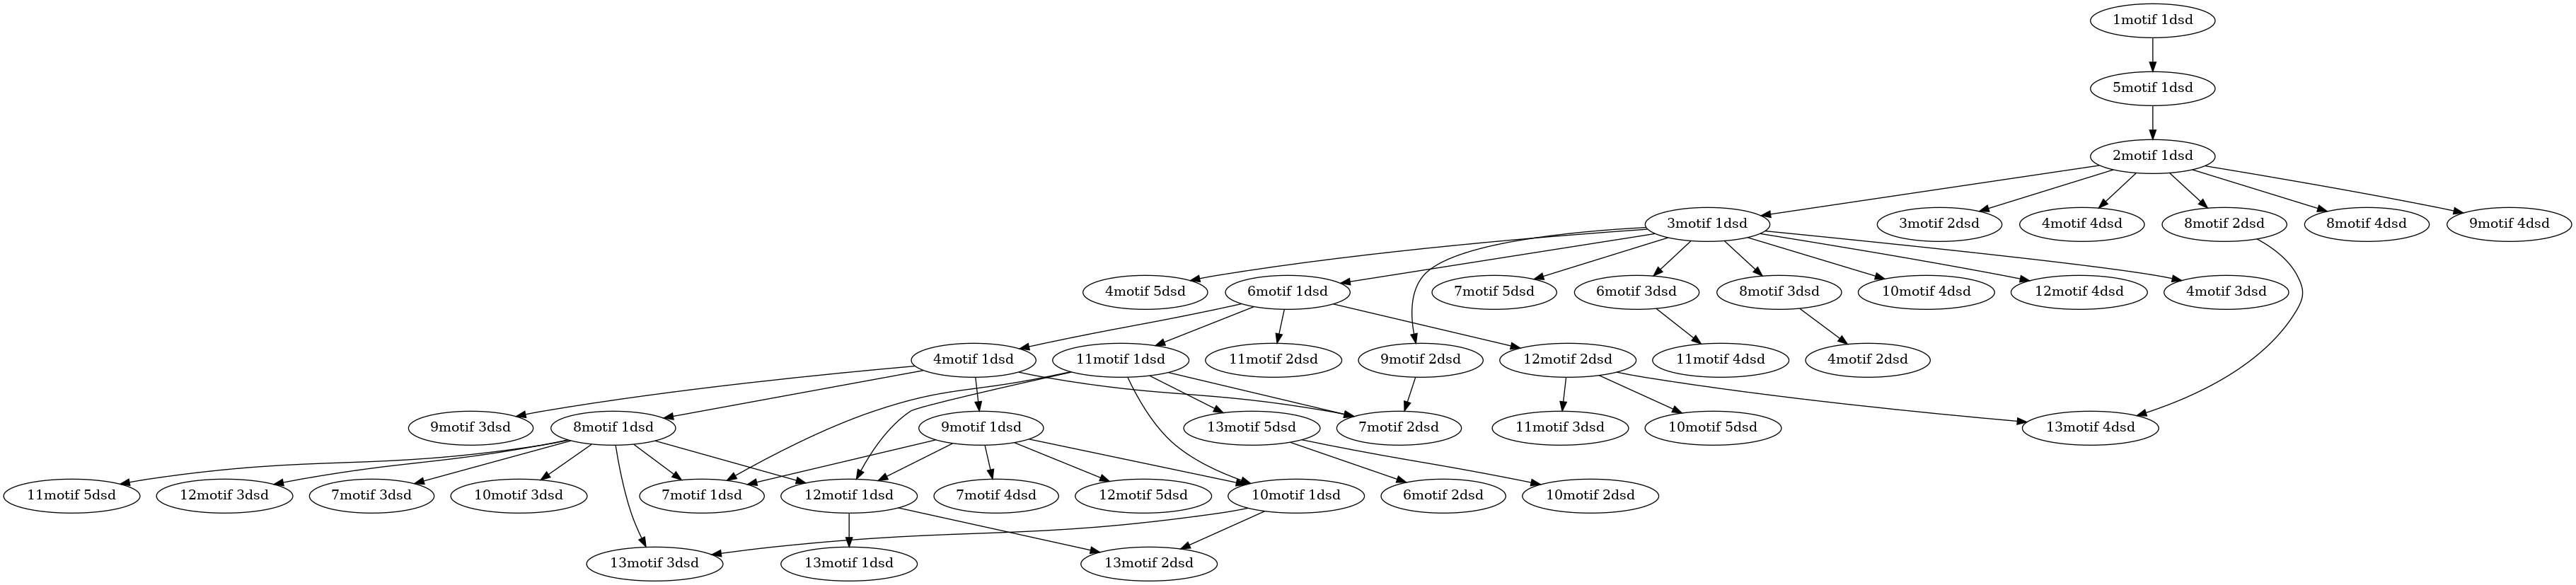 1motif 1dsd
5motif 1dsd
2motif 1dsd
3motif 1dsd
3motif 2dsd
4motif 4dsd
8motif 2dsd
8motif 4dsd
9motif 4dsd
4motif 5dsd
6motif 1dsd
7motif 5dsd
6motif 3dsd
8motif 3dsd
10motif 4dsd
12motif 4dsd
4motif 3dsd
4motif 1dsd
11motif 1dsd
11motif 2dsd
9motif 2dsd
12motif 2dsd
11motif 4dsd
4motif 2dsd
9motif 3dsd
8motif 1dsd
9motif 1dsd
13motif 5dsd
7motif 2dsd
11motif 3dsd
10motif 5dsd
13motif 4dsd
11motif 5dsd
12motif 3dsd
7motif 3dsd
10motif 3dsd
7motif 1dsd
12motif 1dsd
7motif 4dsd
12motif 5dsd
10motif 1dsd
6motif 2dsd
10motif 2dsd
13motif 3dsd
13motif 1dsd
13motif 2dsd